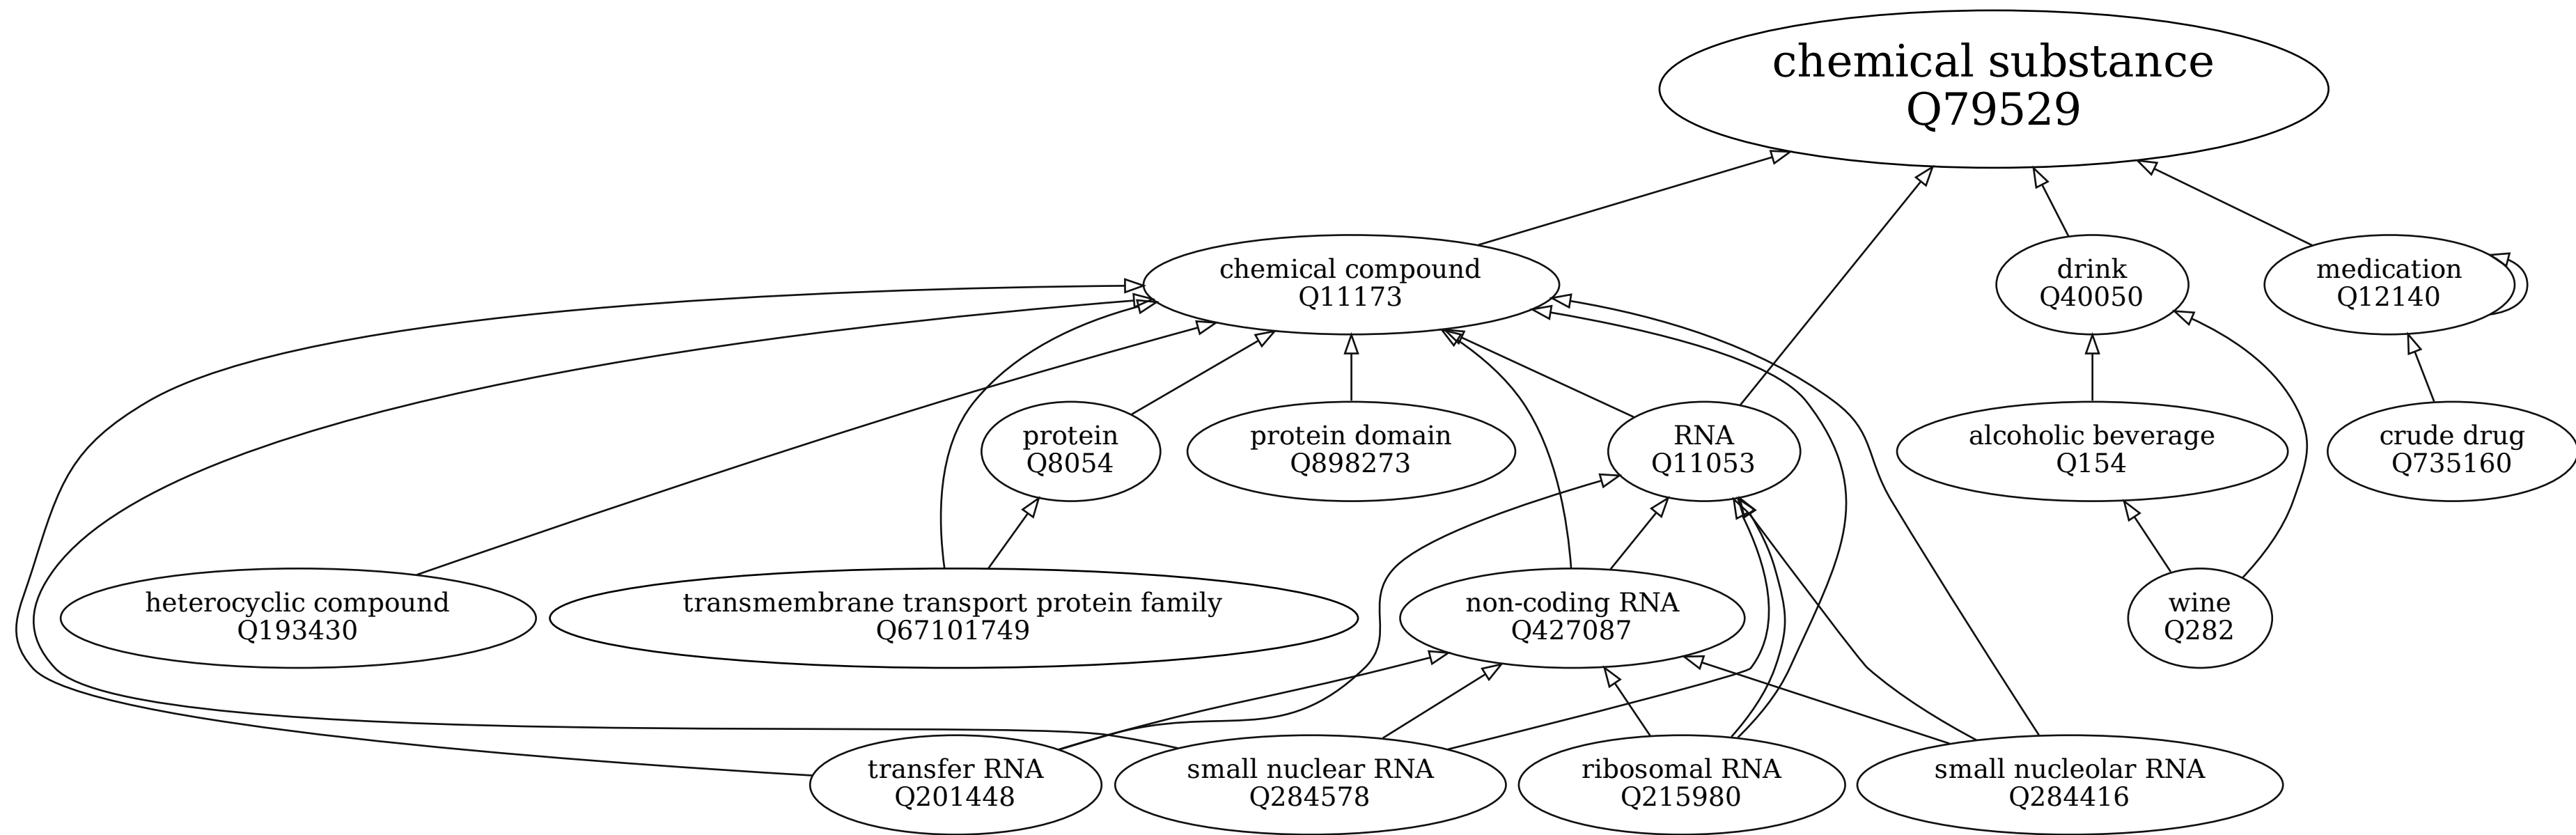 chemical substance
Q79529
chemical compound
Q11173
drink
Q40050
medication
Q12140
protein
Q8054
protein domain
Q898273
RNA
Q11053
alcoholic beverage
Q154
crude drug
Q735160
heterocyclic compound
Q193430
transmembrane transport protein family
Q67101749
non-coding RNA
Q427087
wine
Q282
transfer RNA
Q201448
small nuclear RNA
Q284578
ribosomal RNA
Q215980
small nucleolar RNA
Q284416